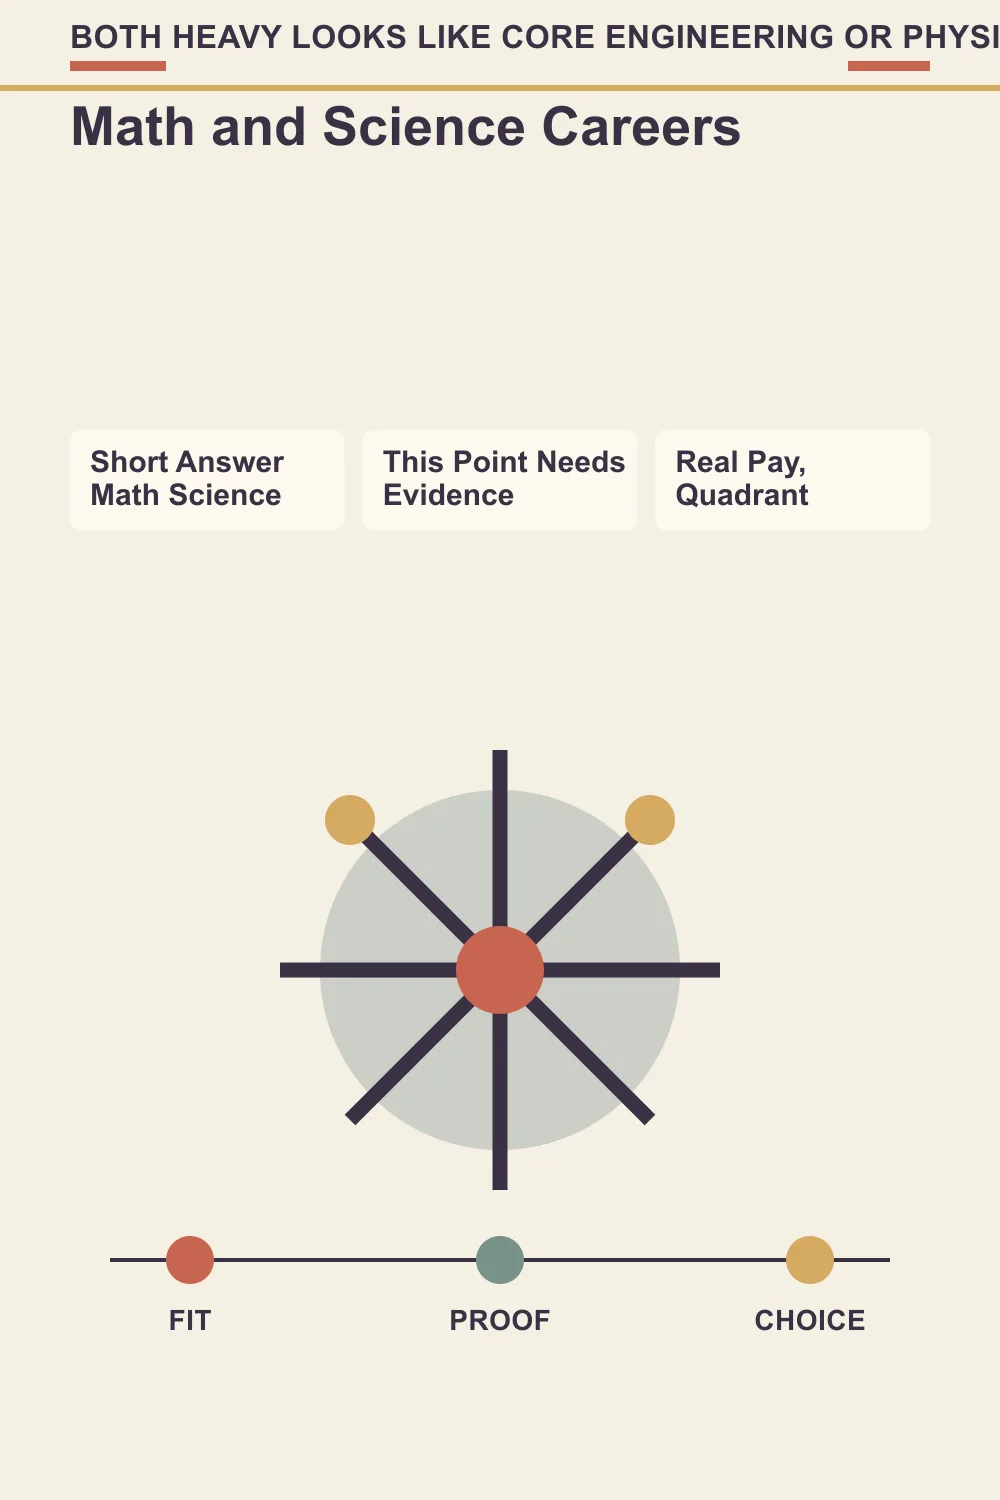 BOTH HEAVY LOOKS LIKE CORE ENGINEERING OR PHYSI
Math and Science Careers
Short Answer
Math Science
This Point Needs
Evidence
Real Pay,
Quadrant
FIT
PROOF
CHOICE